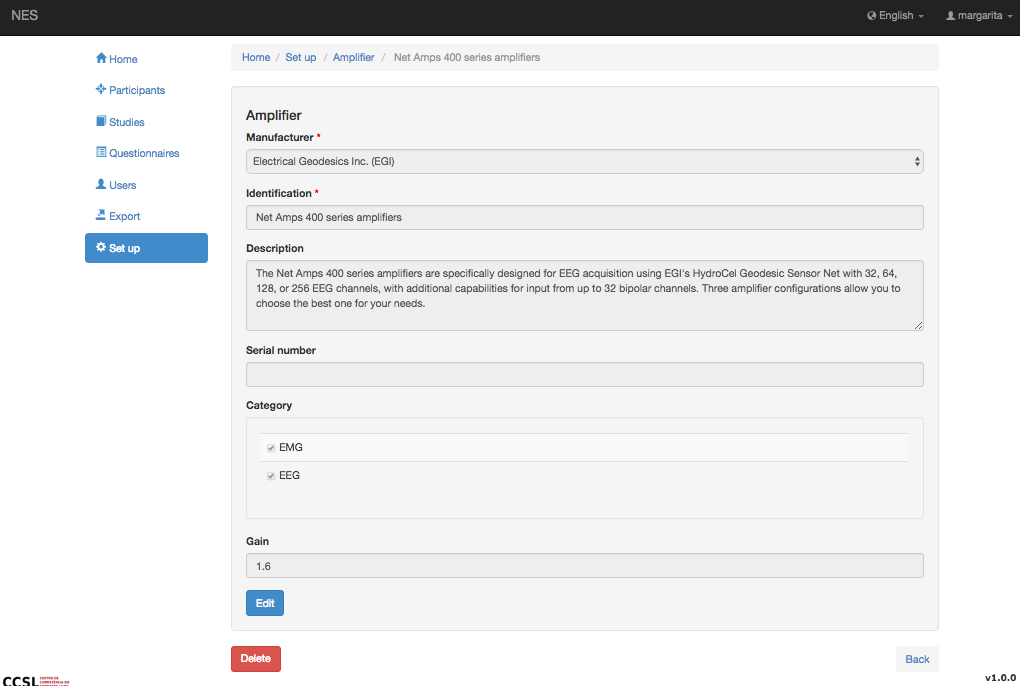 NES
English
margarita
Home
Participants
Studies
Questionnaires
Users
Export
Set up
Home / Set up / Amplifier / Net Amps 400 series amplifiers
Amplifier
Manufacturer *
Electrical Geodesics Inc. (EGI)
Identification *
Net Amps 400 series amplifiers
Description
The Net Amps 400 series amplifiers are specifically designed for EEG acquisition using EGI's HydroCel Geodesic Sensor Net with 32, 64,
128, or 256 EEG channels, with additional capabilities for input from up to 32 bipolar channels. Three amplifier configurations allow you to
choose the best one for your needs.
Serial number
Category
EMG
EEG
Gain
1.6
Edit
Delete
Back
CCSL
CENTRO DE
COMPETÊNCIA EM
v1.0.0